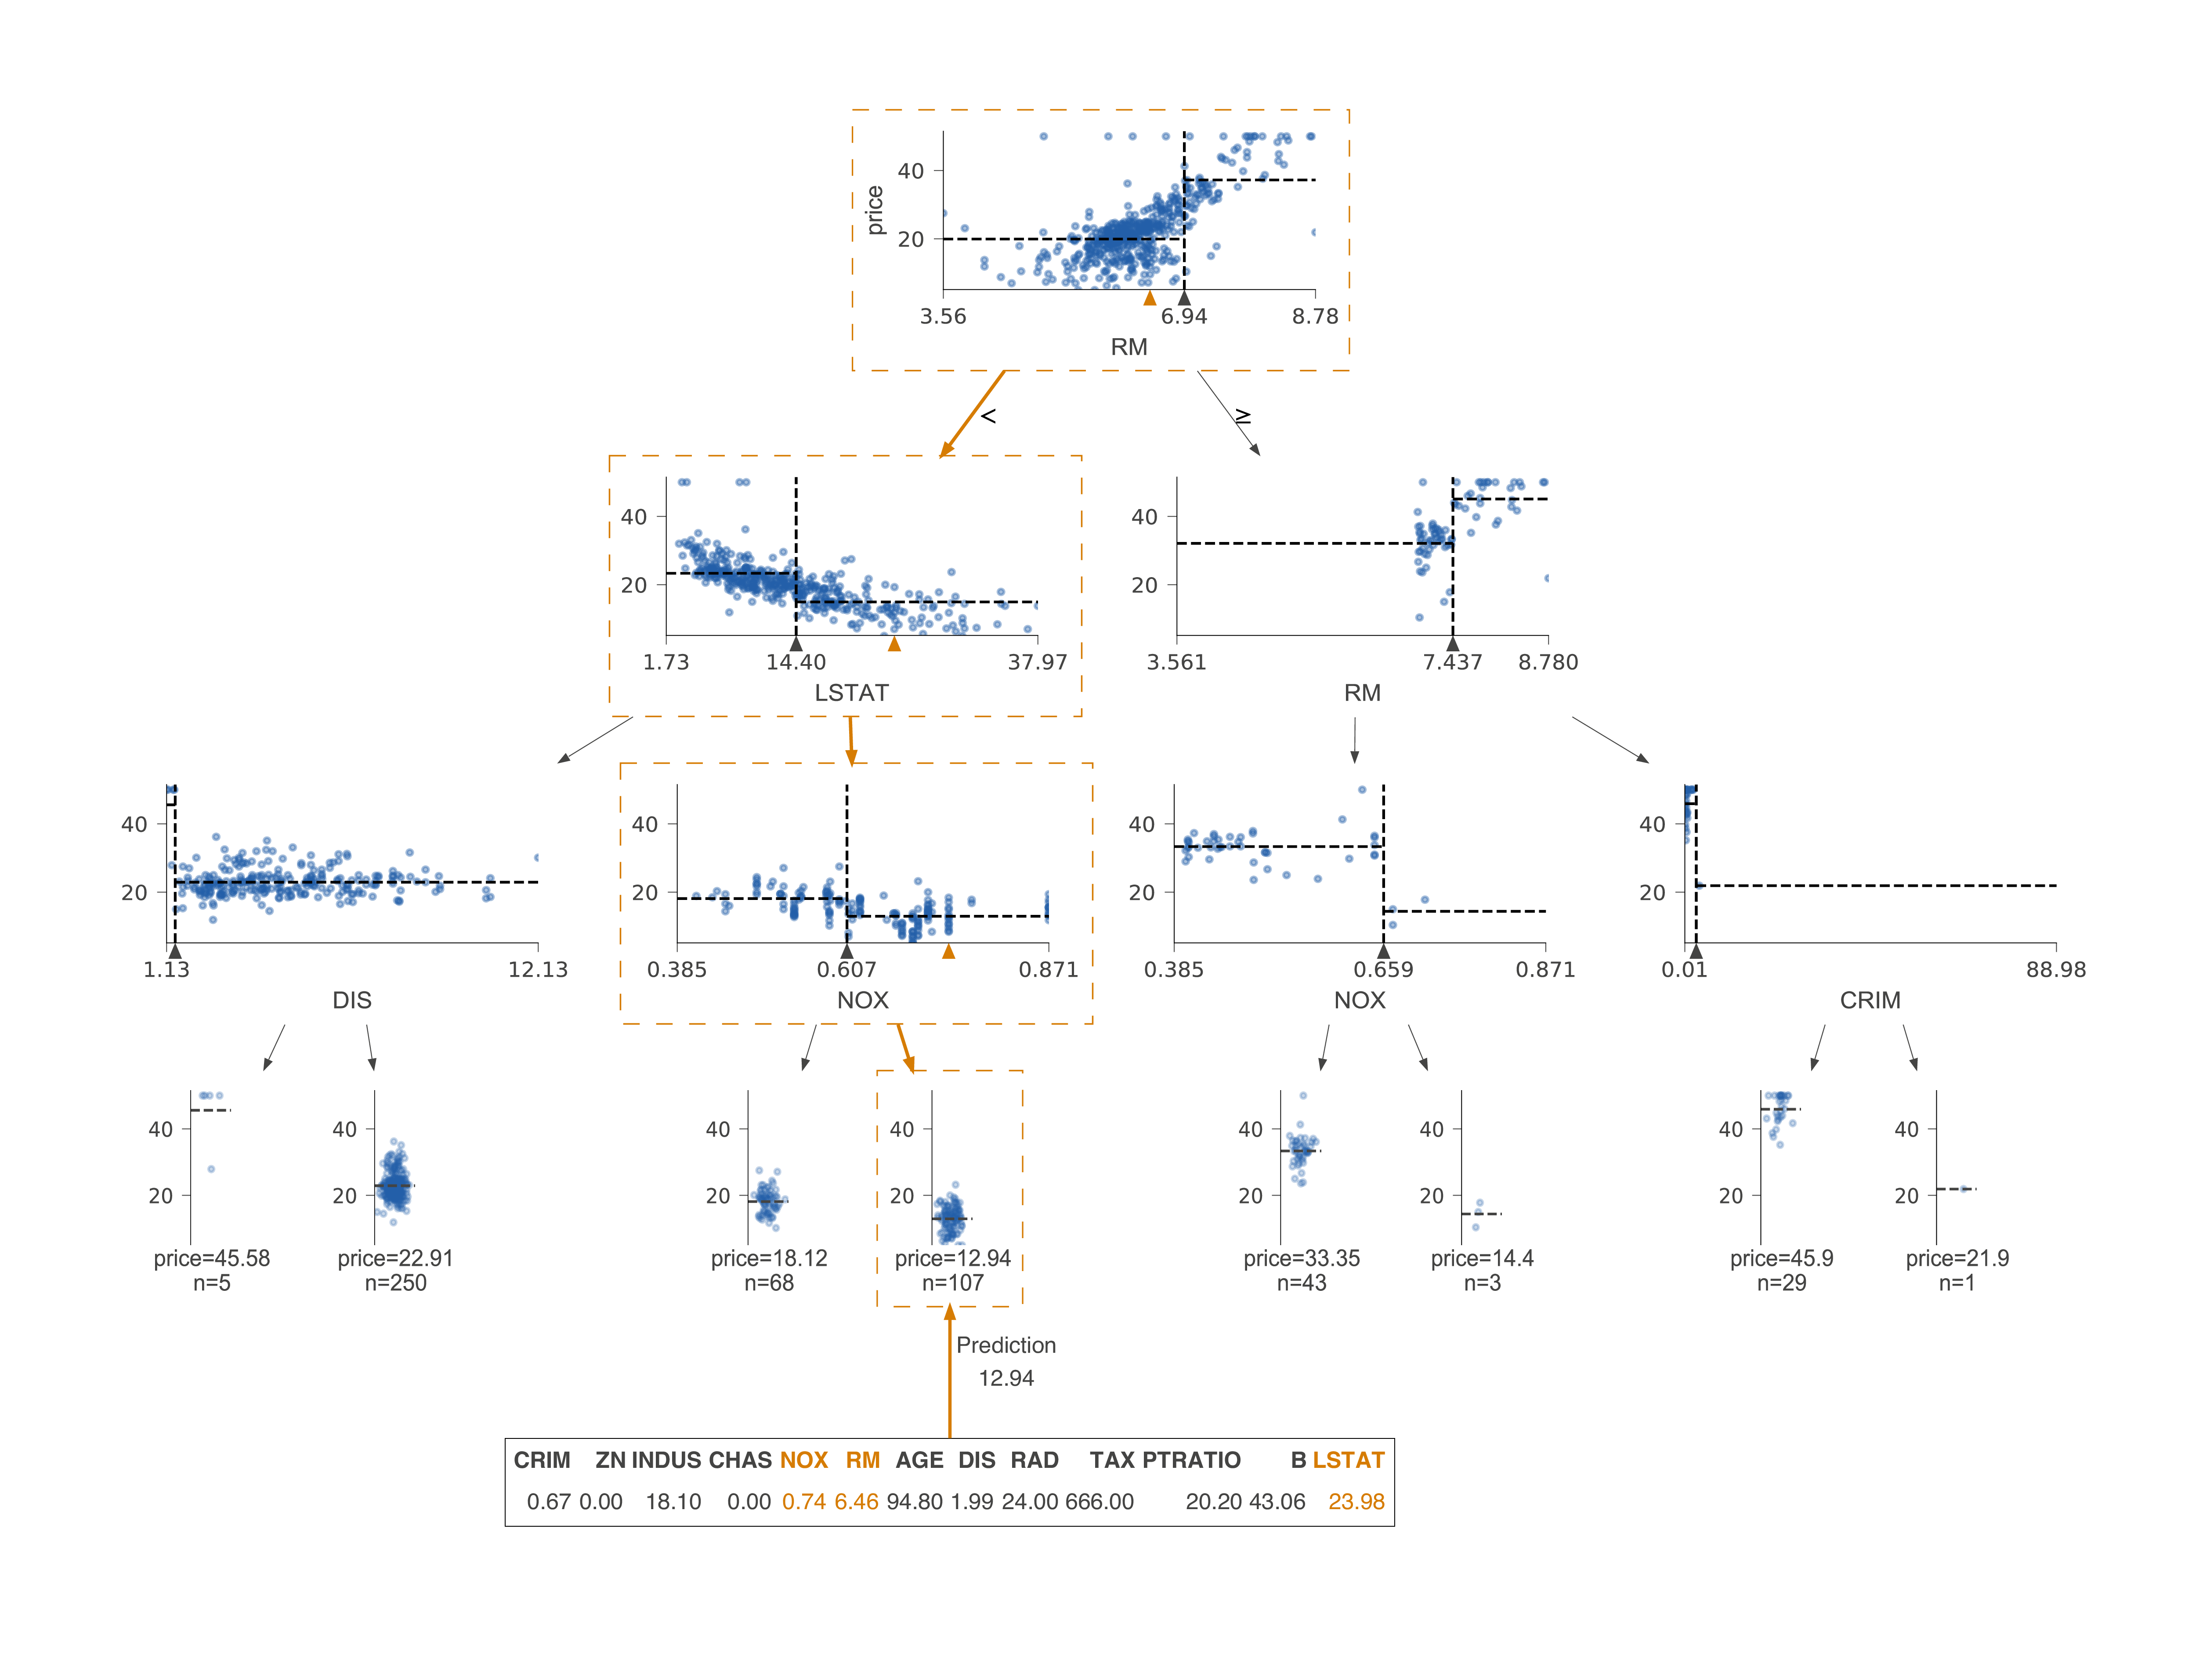 price
40
20
3.56 6.94 8.78
RM
< ≥
40
20
1.73 14.40 37.97
LSTAT
40
20
3.561 7.437 8.780
RM
40
20
1.13 12.13
DIS
40
20
0.385 0.607 0.871
NOX
40
20
0.385 0.659 0.871
NOX
40
20
0.01 88.98
CRIM
40
20
price=45.58
n=5
40
20
price=22.91
n=250
40
20
price=18.12
n=68
40
20
price=12.94
n=107
40
20
price=33.35
n=43
40
20
price=14.4
n=3
40
20
price=45.9
n=29
40
20
price=21.9
n=1
Prediction
12.94
CRIM ZN INDUS CHAS NOX RM AGE DIS RAD TAX PTRATIO B LSTAT
0.67 0.00 18.10 0.00 0.74 6.46 94.80 1.99 24.00 666.00 20.20 43.06 23.98